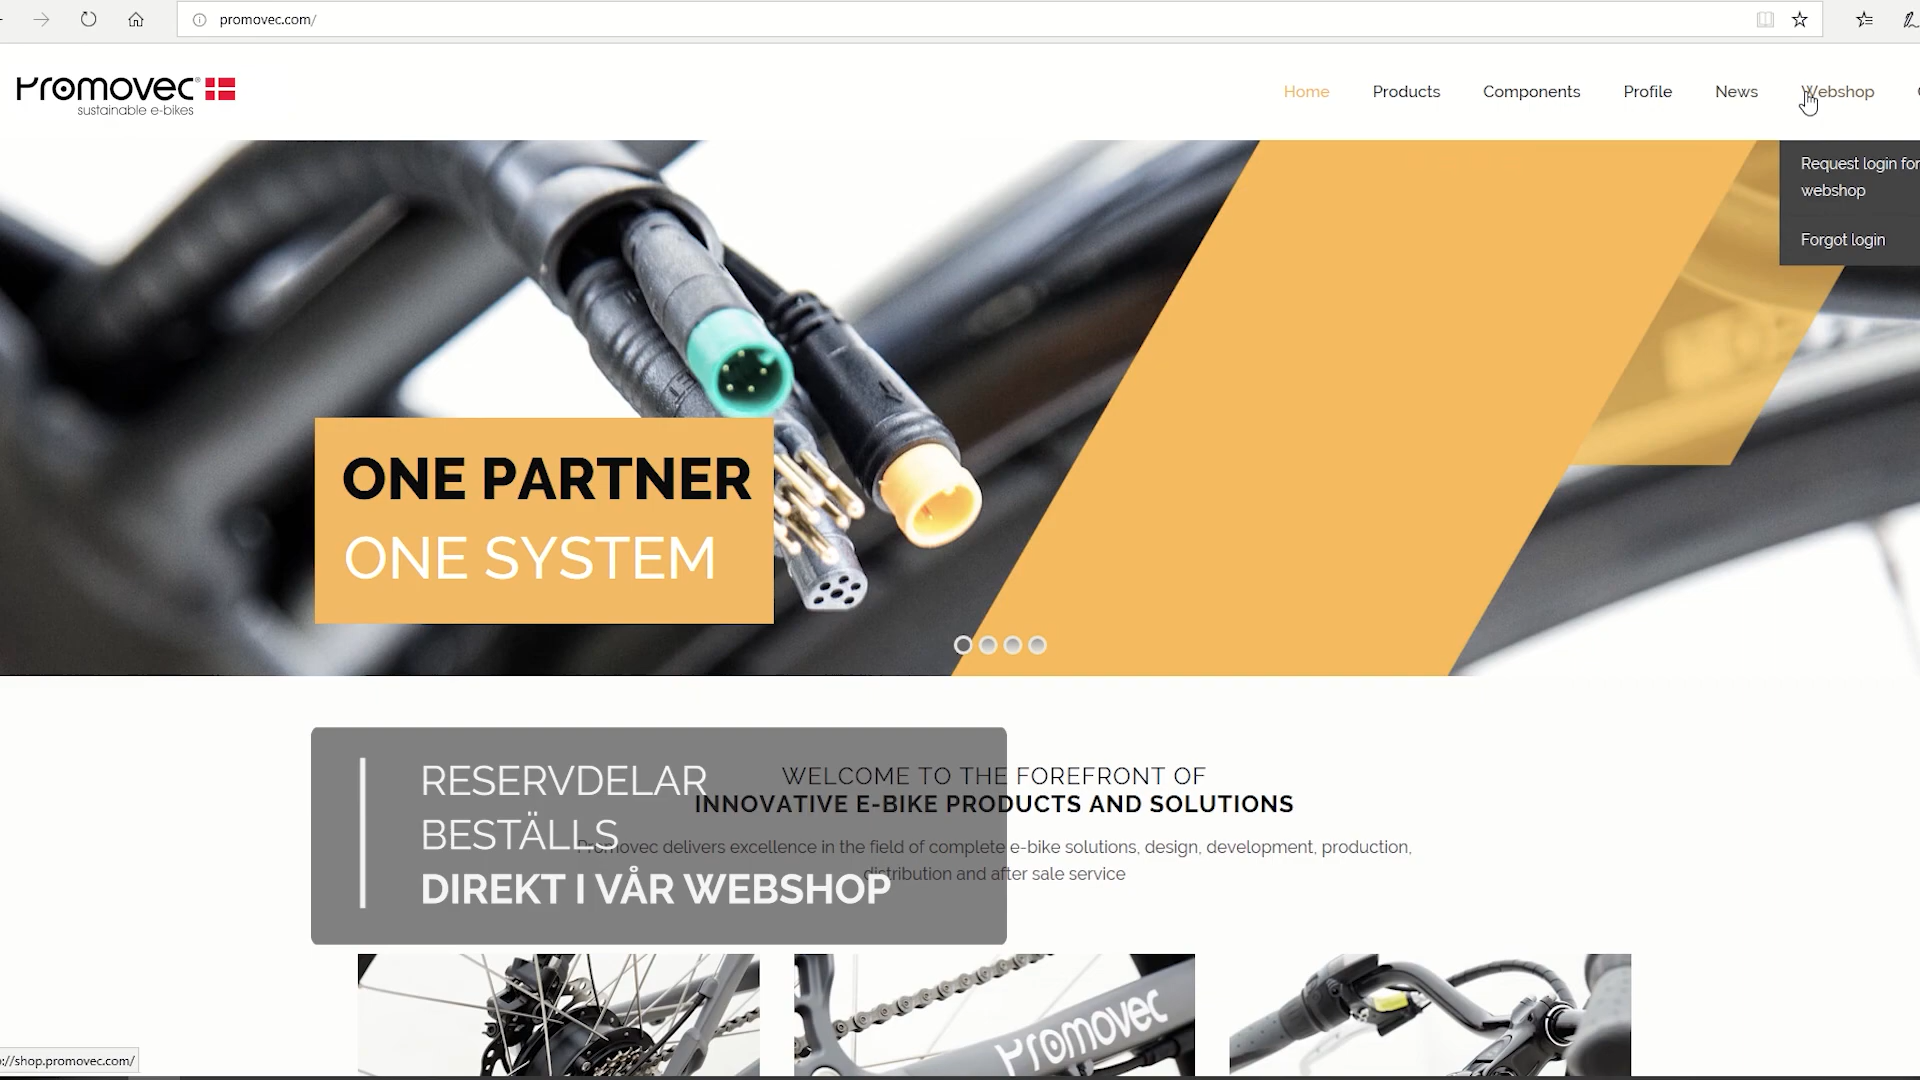 promovec.com/
Promovec®
sustainable e-bikes
Home Products Components Profile News Webshop
Request login for
webshop
Forgot login
ONE PARTNER
ONE SYSTEM
RESERVDELAR
BESTÄLLS
DIREKT I VÅR WEBSHOP
WELCOME TO THE FOREFRONT OF
INNOVATIVE E-BIKE PRODUCTS AND SOLUTIONS
Promovec delivers excellence in the field of complete e-bike solutions, design, development, production,
distribution and after sale service
Promovec
://shop.promovec.com/